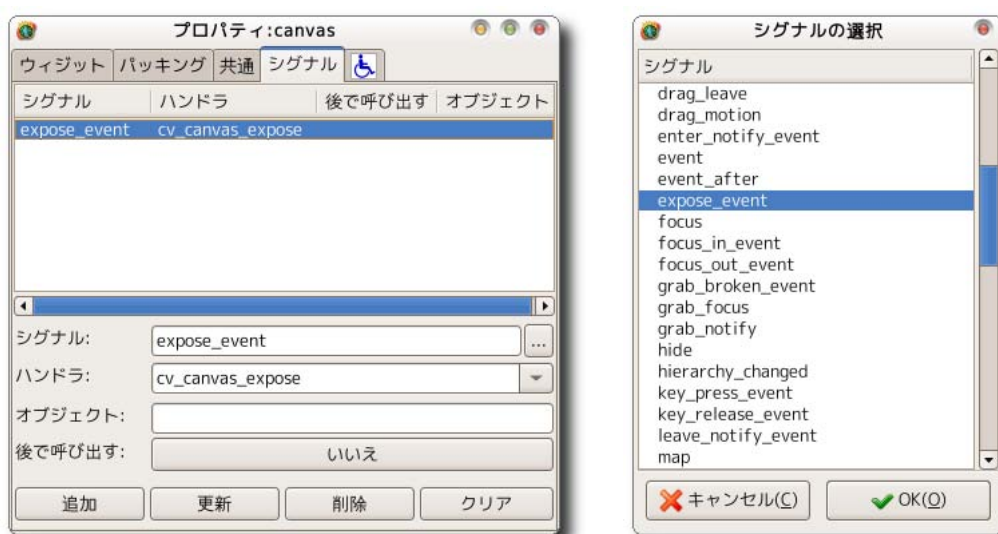 プロパティ:canvas
ウィジット パッキング 共通 シグナル
シグナル ハンドラ 後で呼び出す オブジェクト
expose_event cv_canvas_expose
シグナル: expose_event ...
ハンドラ: cv_canvas_expose
オブジェクト:
後で呼び出す: いいえ
追加 更新 削除 クリア
シグナルの選択
シグナル
drag_leave
drag_motion
enter_notify_event
event
event_after
expose_event
focus
focus_in_event
focus_out_event
grab_broken_event
grab_focus
grab_notify
hide
hierarchy_changed
key_press_event
key_release_event
leave_notify_event
map
キャンセル(C) OK(O)